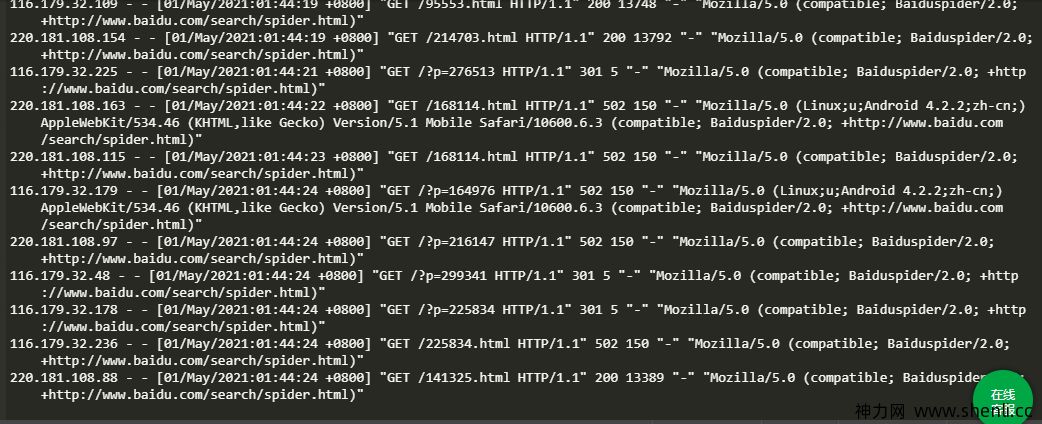 116.179.32.109 - - [01/May/2021:01:44:19 +0800] "GET /95553.html HTTP/1.1" 200 13748 "-" "Mozilla/5.0 (compatible; Baiduspider/2.0;
+http://www.baidu.com/search/spider.html)"
220.181.108.154 - - [01/May/2021:01:44:19 +0800] "GET /214703.html HTTP/1.1" 200 13792 "-" "Mozilla/5.0 (compatible; Baiduspider/2.0;
+http://www.baidu.com/search/spider.html)"
116.179.32.225 - - [01/May/2021:01:44:21 +0800] "GET /?p=276513 HTTP/1.1" 301 5 "-" "Mozilla/5.0 (compatible; Baiduspider/2.0; +http
://www.baidu.com/search/spider.html)"
220.181.108.163 - - [01/May/2021:01:44:22 +0800] "GET /168114.html HTTP/1.1" 502 150 "-" "Mozilla/5.0 (Linux;u;Android 4.2.2;zh-cn;)
AppleWebKit/534.46 (KHTML,like Gecko) Version/5.1 Mobile Safari/10600.6.3 (compatible; Baiduspider/2.0; +http://www.baidu.com
/search/spider.html)"
220.181.108.115 - - [01/May/2021:01:44:23 +0800] "GET /168114.html HTTP/1.1" 502 150 "-" "Mozilla/5.0 (compatible; Baiduspider/2.0;
+http://www.baidu.com/search/spider.html)"
116.179.32.179 - - [01/May/2021:01:44:24 +0800] "GET /?p=164976 HTTP/1.1" 502 150 "-" "Mozilla/5.0 (Linux;u;Android 4.2.2;zh-cn;)
AppleWebKit/534.46 (KHTML,like Gecko) Version/5.1 Mobile Safari/10600.6.3 (compatible; Baiduspider/2.0; +http://www.baidu.com
/search/spider.html)"
220.181.108.97 - - [01/May/2021:01:44:24 +0800] "GET /?p=216147 HTTP/1.1" 502 150 "-" "Mozilla/5.0 (compatible; Baiduspider/2.0;
+http://www.baidu.com/search/spider.html)"
116.179.32.48 - - [01/May/2021:01:44:24 +0800] "GET /?p=299341 HTTP/1.1" 301 5 "-" "Mozilla/5.0 (compatible; Baiduspider/2.0; +http
://www.baidu.com/search/spider.html)"
116.179.32.178 - - [01/May/2021:01:44:24 +0800] "GET /?p=225834 HTTP/1.1" 301 5 "-" "Mozilla/5.0 (compatible; Baiduspider/2.0; +http
://www.baidu.com/search/spider.html)"
116.179.32.236 - - [01/May/2021:01:44:24 +0800] "GET /225834.html HTTP/1.1" 502 150 "-" "Mozilla/5.0 (compatible; Baiduspider/2.0;
+http://www.baidu.com/search/spider.html)"
220.181.108.88 - - [01/May/2021:01:44:24 +0800] "GET /141325.html HTTP/1.1" 200 13389 "-" "Mozilla/5.0 (compatible; Baiduspider
+http://www.baidu.com/search/spider.html)"
在线
客服
神力网